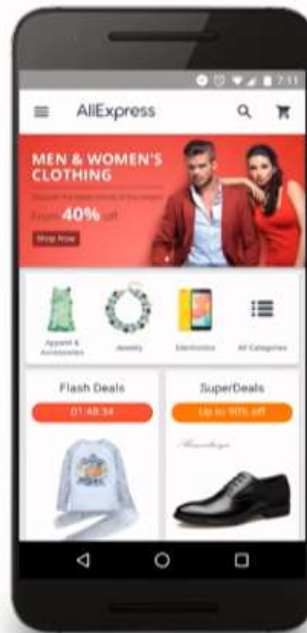 7:11
AliExpress
MEN & WOMEN'S
CLOTHING
40% off
Shop Now
Apparel &
Accessories
Jewelry
Electronics
All Categories
Flash Deals
SuperDeals
01:48:34
Up to 90% off